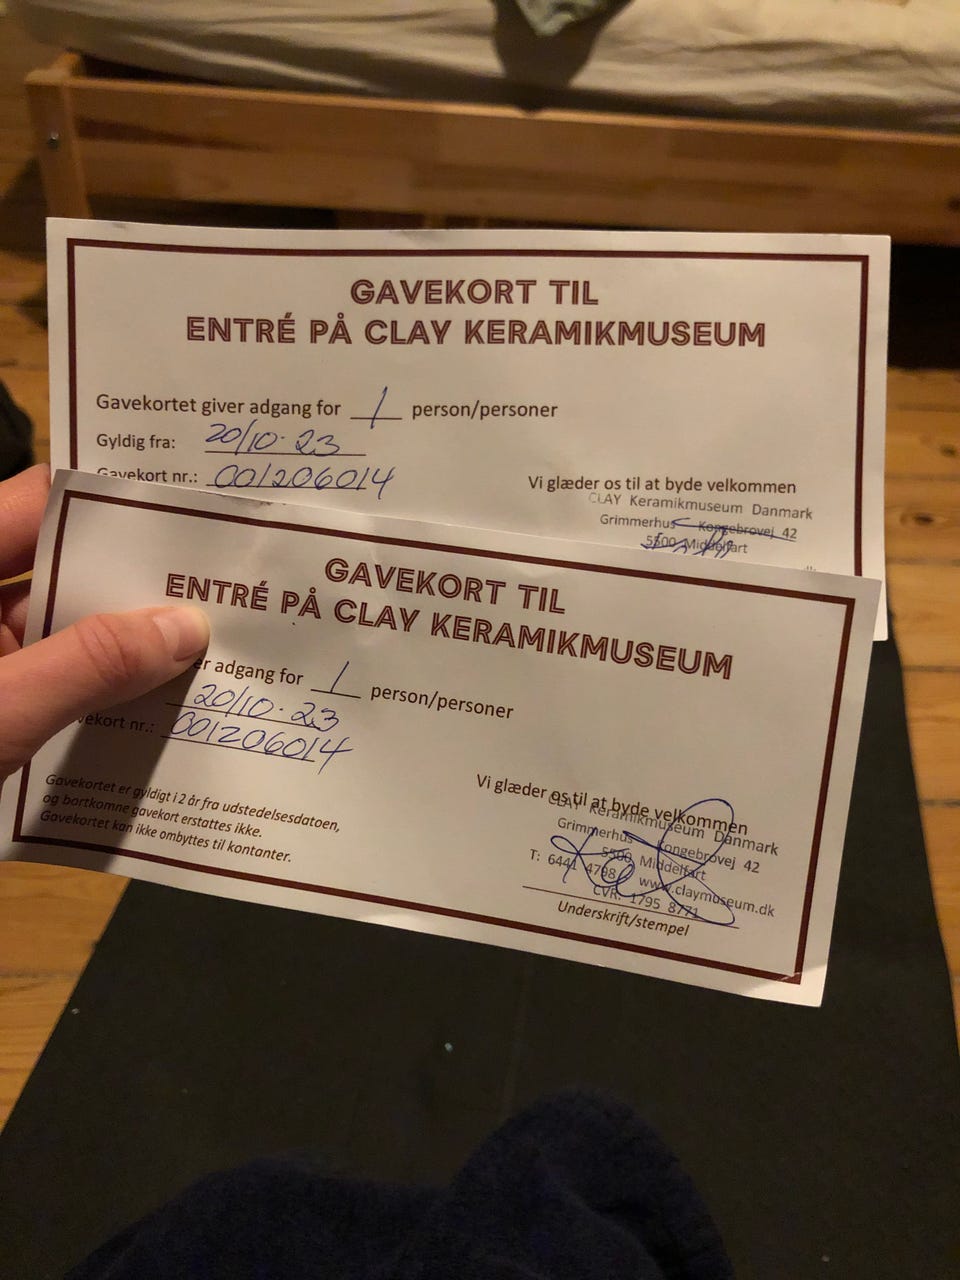 GAVEKORT TIL
ENTRÉ PÅ CLAY KERAMIKMUSEUM
Gavekortet giver adgang for 1 person/personer
Gyldig fra: 20/10-23
Gavekort nr.: 001206014
Vi glæder os til at byde velkommen
CLAY Keramikmuseum Danmark
Grimmerhus Kongebrovej 42
5500 Middelfart
GAVEKORT TIL
ENTRÉ PÅ CLAY KERAMIKMUSEUM
er adgang for 1 person/personer
20/10-23
vekort nr.: 001206014
Gavekortet er gyldigt i 2 år fra udstedelsesdatoen,
og bortkomne gavekort erstattes ikke.
Gavekortet kan ikke ombyttes til kontanter.
Vi glæder os til at byde velkommen
CLAY Keramikmuseum Danmark
Grimmerhus Kongebrovej 42
5500 Middelfart
T: 6441 4798 www.claymuseum.dk
CVR. 1795 8771
Underskrift/stempel